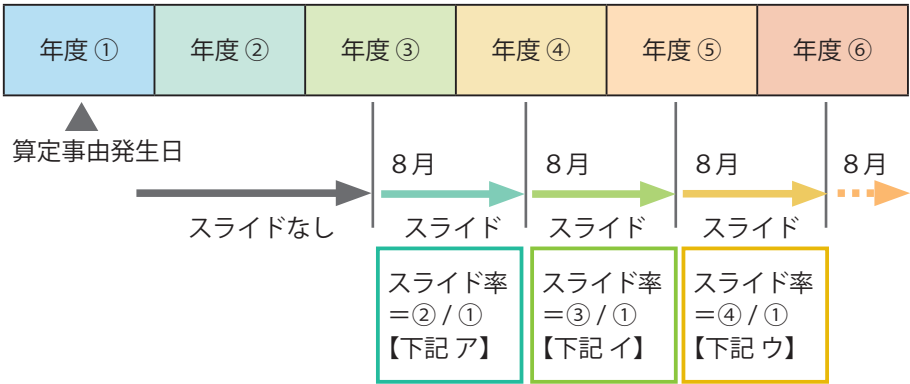 年度 ① 年度 ② 年度 ③ 年度 ④ 年度 ⑤ 年度 ⑥
算定事由発生日
８月 ８月 ８月 ８月
スライドなし スライド スライド スライド
スライド率
＝② / ①
【下記 ア】
スライド率
＝③ / ①
【下記 イ】
スライド率
＝④ / ①
【下記 ウ】